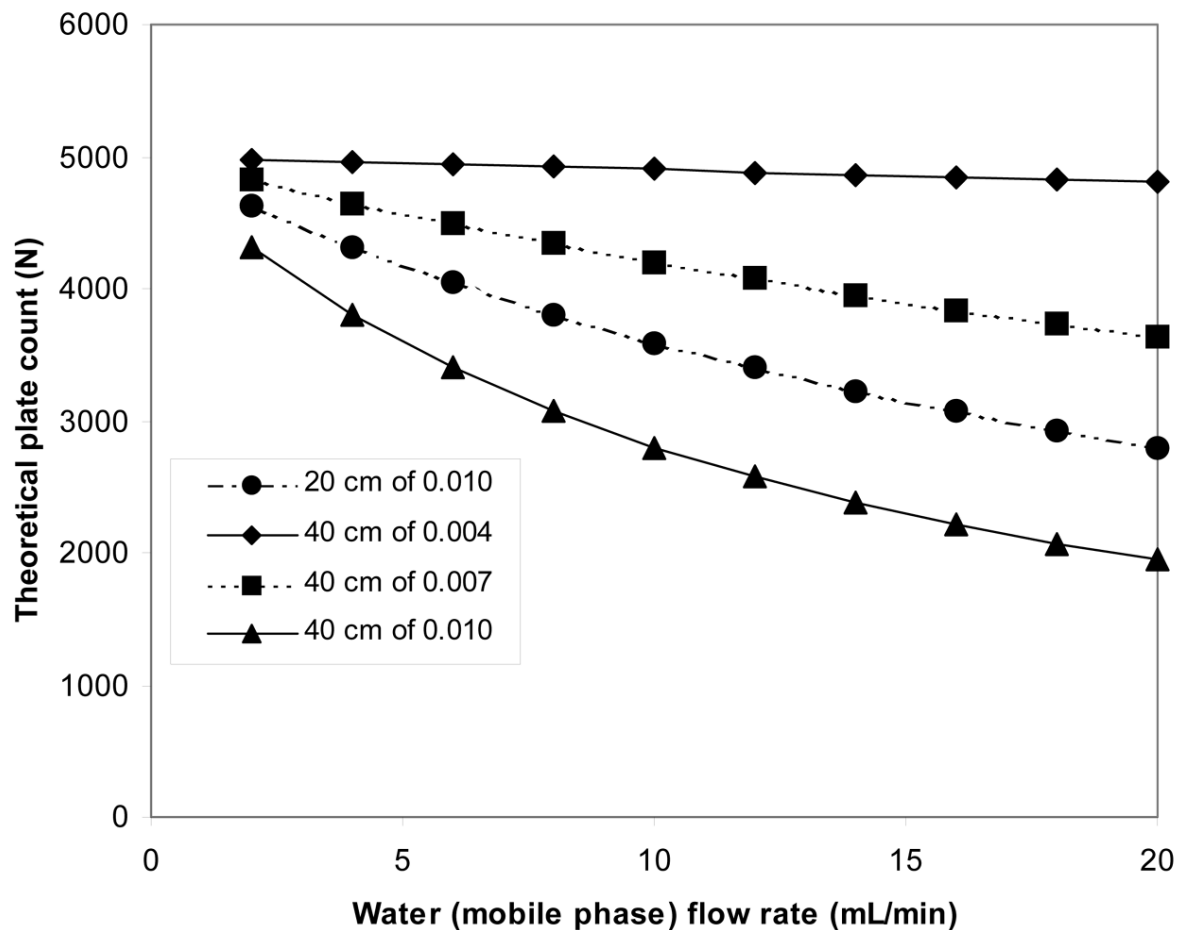 6000
5000
4000
3000
2000
1000
0
Theoretical plate count (N)
20 cm of 0.010
40 cm of 0.004
40 cm of 0.007
40 cm of 0.010
0 5 10 15 20
Water (mobile phase) flow rate (mL/min)